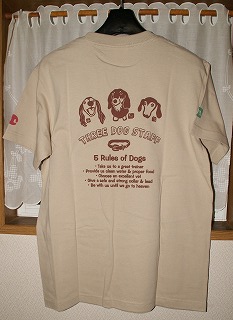 THREE DOG STAFF
5 Rules of Dogs
• Take us to a great trainer
• Provide us clean water & proper food
• Choose an excellent vet
• Give a safe and strong collar & lead
• Be with us until we go to heaven